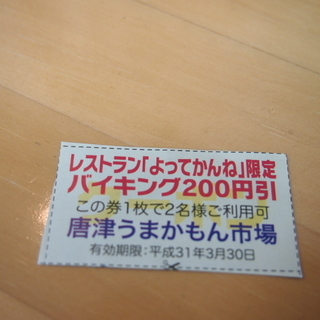 レストラン「よってかんね」限定
バイキング200円引
この券1枚で2名様ご利用可
唐津うまかもん市場
有効期限:平成31年3月30日